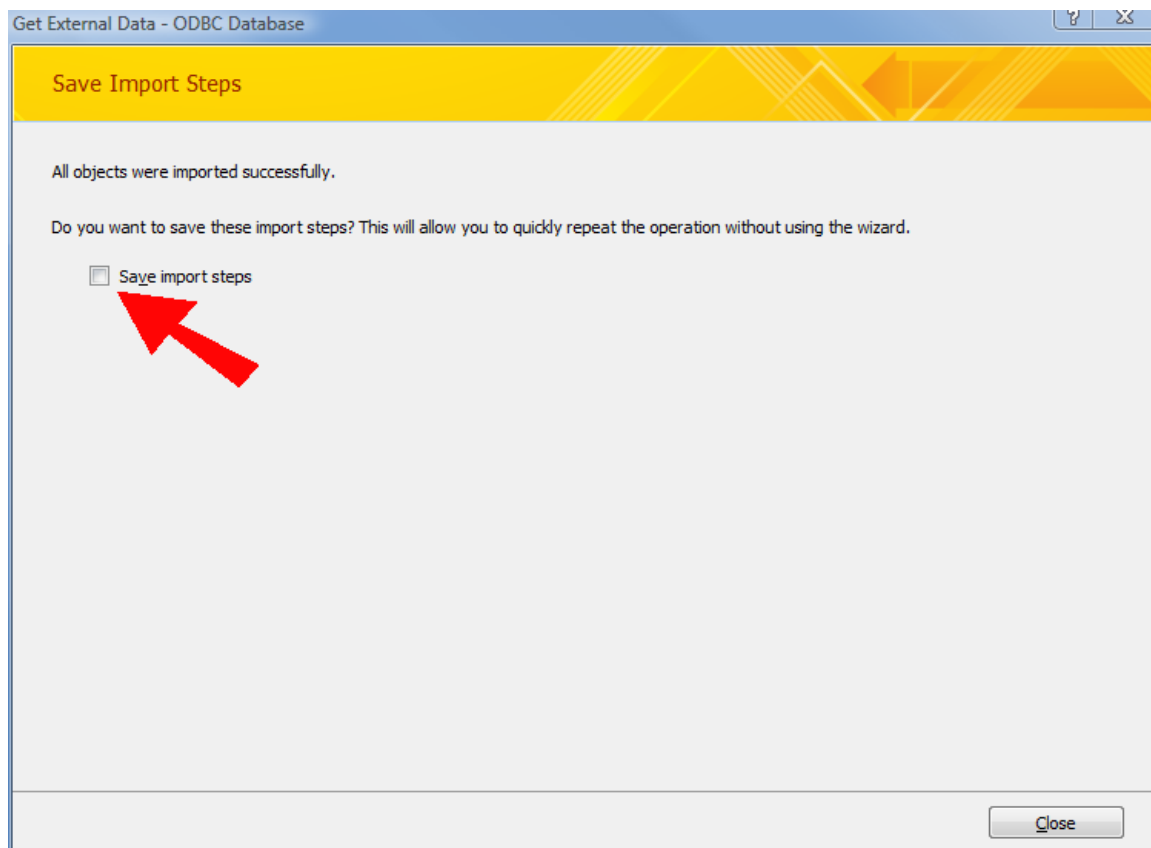 Get External Data - ODBC Database
Save Import Steps
All objects were imported successfully.
Do you want to save these import steps? This will allow you to quickly repeat the operation without using the wizard.
Save import steps
Close